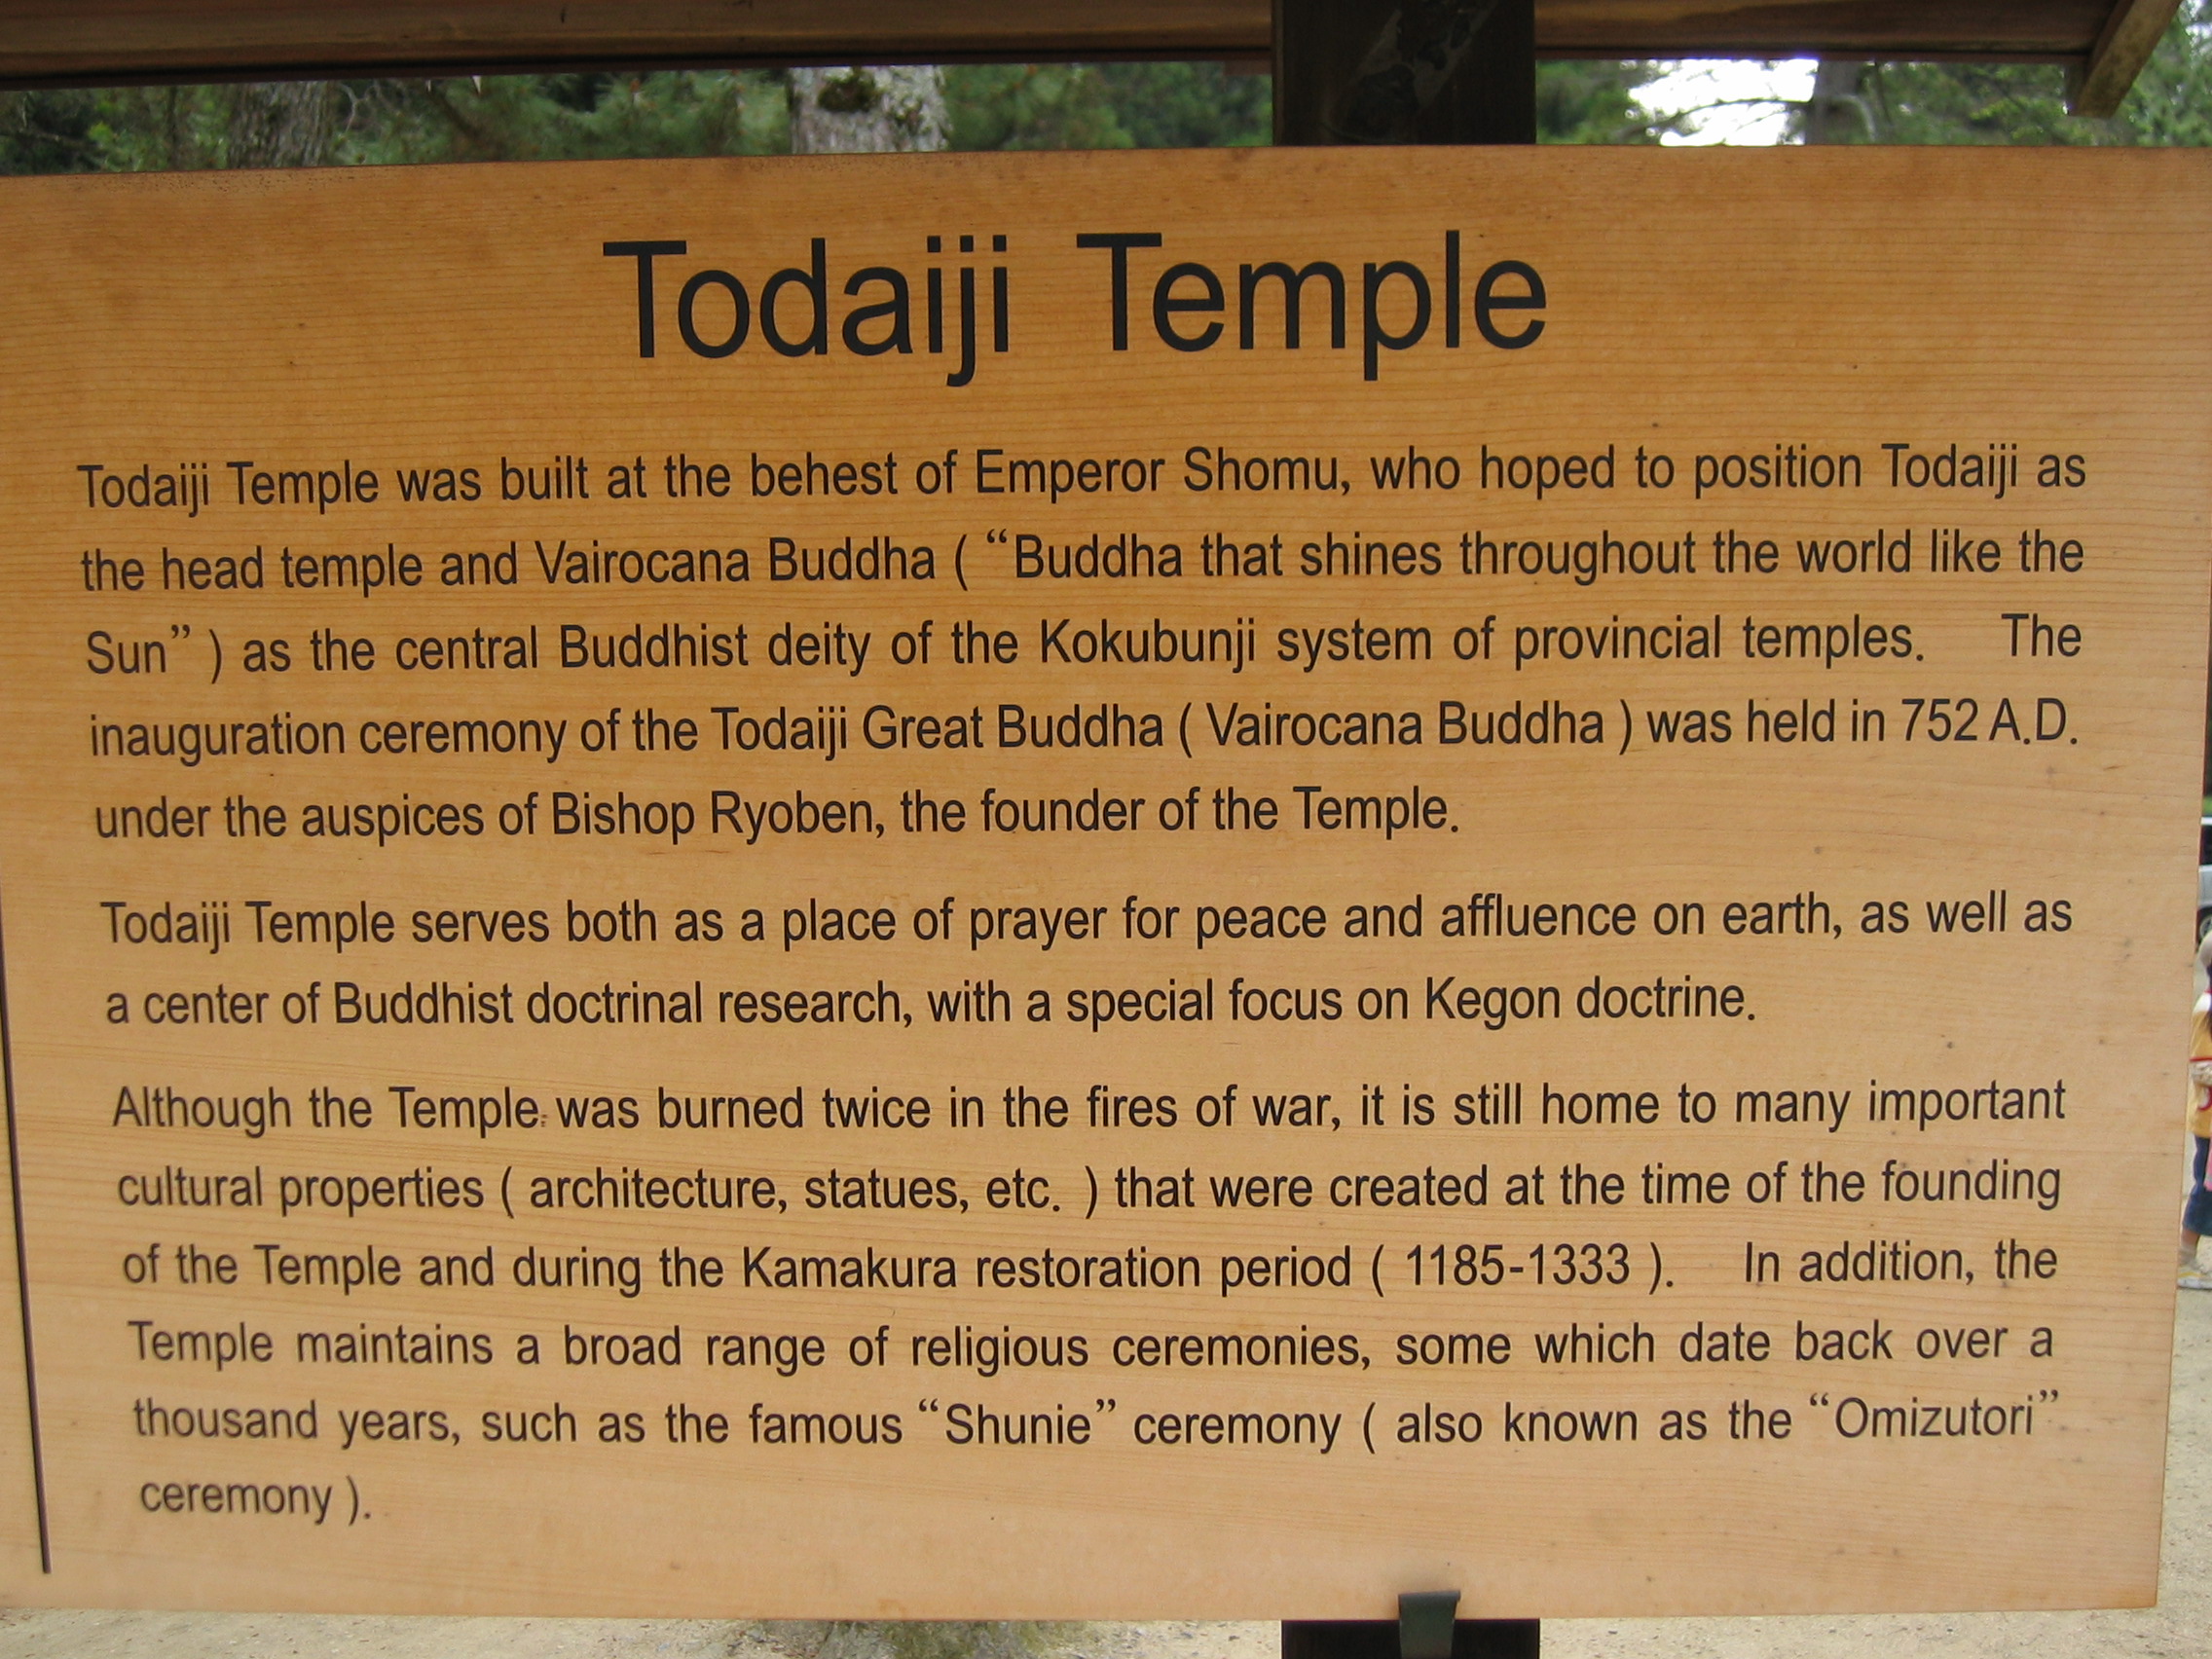 Todaiji Temple
Todaiji Temple was built at the behest of Emperor Shomu, who hoped to position Todaiji as
the head temple and Vairocana Buddha ( “Buddha that shines throughout the world like the
Sun” ) as the central Buddhist deity of the Kokubunji system of provincial temples. The
inauguration ceremony of the Todaiji Great Buddha ( Vairocana Buddha ) was held in 752 A.D.
under the auspices of Bishop Ryoben, the founder of the Temple.
Todaiji Temple serves both as a place of prayer for peace and affluence on earth, as well as
a center of Buddhist doctrinal research, with a special focus on Kegon doctrine.
Although the Temple was burned twice in the fires of war, it is still home to many important
cultural properties ( architecture, statues, etc. ) that were created at the time of the founding
of the Temple and during the Kamakura restoration period ( 1185-1333 ). In addition, the
Temple maintains a broad range of religious ceremonies, some which date back over a
thousand years, such as the famous “Shunie” ceremony ( also known as the “Omizutori”
ceremony ).